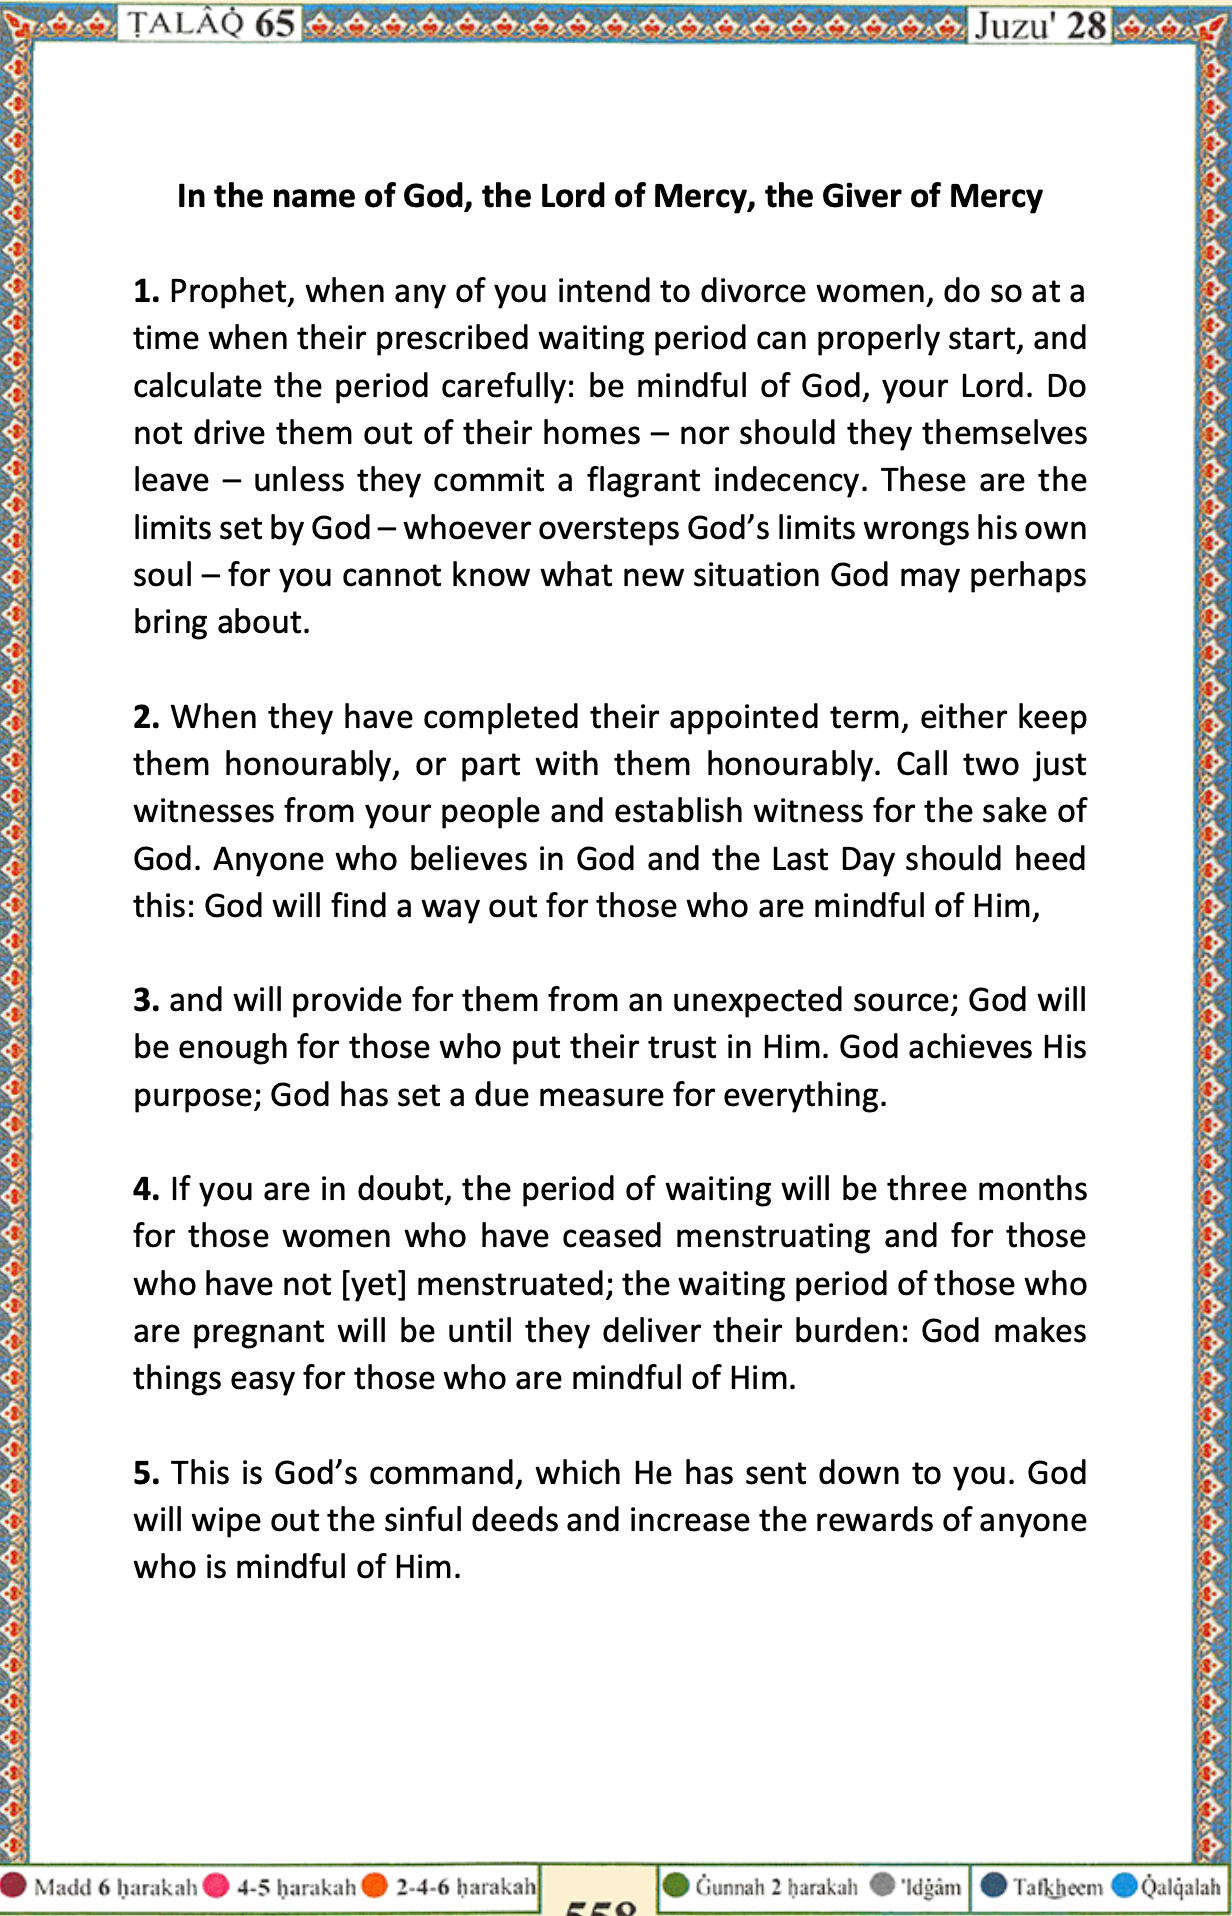 ṬALÂQ̇ 65 Juzu' 28
In the name of God, the Lord of Mercy, the Giver of Mercy
1. Prophet, when any of you intend to divorce women, do so at a
time when their prescribed waiting period can properly start, and
calculate the period carefully: be mindful of God, your Lord. Do
not drive them out of their homes – nor should they themselves
leave – unless they commit a flagrant indecency. These are the
limits set by God – whoever oversteps God’s limits wrongs his own
soul – for you cannot know what new situation God may perhaps
bring about.
2. When they have completed their appointed term, either keep
them honourably, or part with them honourably. Call two just
witnesses from your people and establish witness for the sake of
God. Anyone who believes in God and the Last Day should heed
this: God will find a way out for those who are mindful of Him,
3. and will provide for them from an unexpected source; God will
be enough for those who put their trust in Him. God achieves His
purpose; God has set a due measure for everything.
4. If you are in doubt, the period of waiting will be three months
for those women who have ceased menstruating and for those
who have not [yet] menstruated; the waiting period of those who
are pregnant will be until they deliver their burden: God makes
things easy for those who are mindful of Him.
5. This is God’s command, which He has sent down to you. God
will wipe out the sinful deeds and increase the rewards of anyone
who is mindful of Him.
Madd 6 ḥarakah 4-5 ḥarakah 2-4-6 ḥarakah Ġunnah 2 ḥarakah 'Idġâm Tafkheem Q̇alq̇alah
558